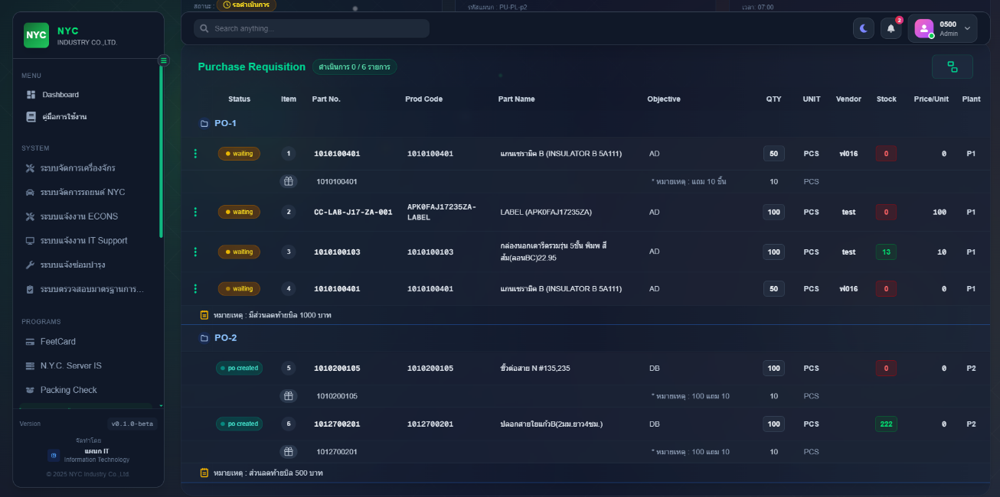 สถานะ : รอดำเนินการ
รหัสแผนก : PU-PL-p2
เวลา: 07:00
NYC
NYC
INDUSTRY CO.,LTD.
Search anything...
2
0500
Admin
MENU
Dashboard
คู่มือการใช้งาน
SYSTEM
ระบบจัดการเครื่องจักร
ระบบจัดการรถยนต์ NYC
ระบบแจ้งงาน ECONS
ระบบแจ้งงาน IT Support
ระบบแจ้งซ่อมบำรุง
ระบบตรวจสอบมาตรฐานการ...
PROGRAMS
FeetCard
N.Y.C. Server IS
Packing Check
Version v0.1.0-beta
จัดทำโดย
แผนก IT
Information Technology
© 2025 NYC Industry Co.,Ltd.
Purchase Requisition ดำเนินการ 0 / 6 รายการ
Status Item Part No. Prod Code Part Name Objective QTY UNIT Vendor Stock Price/Unit Plant
PO-1
waiting 1 1010100401 1010100401 แกนเซรามิค B (INSULATOR B 5A111) AD 50 PCS ฟ016 0 0 P1
1010100401 * หมายเหตุ : แถม 10 ชิ้น 10 PCS
waiting 2 CC-LAB-J17-ZA-001 APK0FAJ17235ZA-LABEL LABEL (APK0FAJ17235ZA) AD 100 PCS test 0 100 P1
waiting 3 1010100103 1010100103 กล่องนอกเตารีดรวมรุ่น 5ชั้น พิมพ์ สี
ส้ม(ลอนBC)22.95 AD 100 PCS test 13 10 P1
waiting 4 1010100401 1010100401 แกนเซรามิค B (INSULATOR B 5A111) AD 50 PCS ฟ016 0 0 P1
หมายเหตุ : มีส่วนลดท้ายบิล 1000 บาท
PO-2
po created 5 1010200105 1010200105 ขั้วต่อสาย N #135,235 DB 100 PCS 0 0 P2
1010200105 * หมายเหตุ : 100 แถม 10 10 PCS
po created 6 1012700201 1012700201 ปลอกสายใยแก้วB(2มม.ยาว4ซม.) DB 100 PCS 222 0 P2
1012700201 * หมายเหตุ : 100 แถม 10 10 PCS
หมายเหตุ : ส่วนลดท้ายบิล 500 บาท